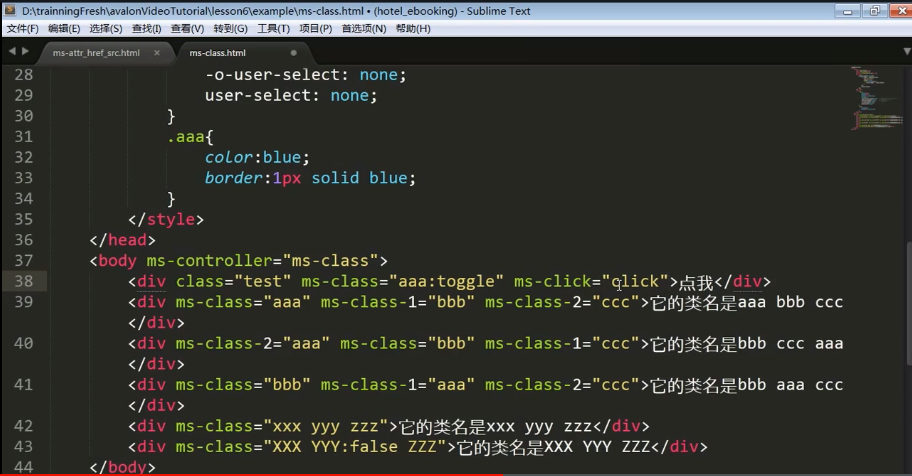 D:\trainningFresh\avalonVideoTutorial\lesson6\example\ms-class.html • (hotel_ebooking) - Sublime Text
文件(F) 编辑(E) 选择(S) 查找(I) 查看(V) 转到(G) 工具(T) 项目(P) 首选项(N) 帮助(H)
ms-attr_href_src.html × ms-class.html
28 -o-user-select: none;
29 user-select: none;
30 }
31 .aaa{
32 color:blue;
33 border:1px solid blue;
34 }
35 </style>
36 </head>
37 <body ms-controller="ms-class">
38 <div class="test" ms-class="aaa:toggle" ms-click="click">点我</div>
39 <div ms-class="aaa" ms-class-1="bbb" ms-class-2="ccc">它的类名是aaa bbb ccc
</div>
40 <div ms-class-2="aaa" ms-class="bbb" ms-class-1="ccc">它的类名是bbb ccc aaa
</div>
41 <div ms-class="bbb" ms-class-1="aaa" ms-class-2="ccc">它的类名是bbb aaa ccc
</div>
42 <div ms-class="xxx yyy zzz">它的类名是xxx yyy zzz</div>
43 <div ms-class="XXX YYY:false ZZZ">它的类名是XXX YYY ZZZ</div>
44 </body>